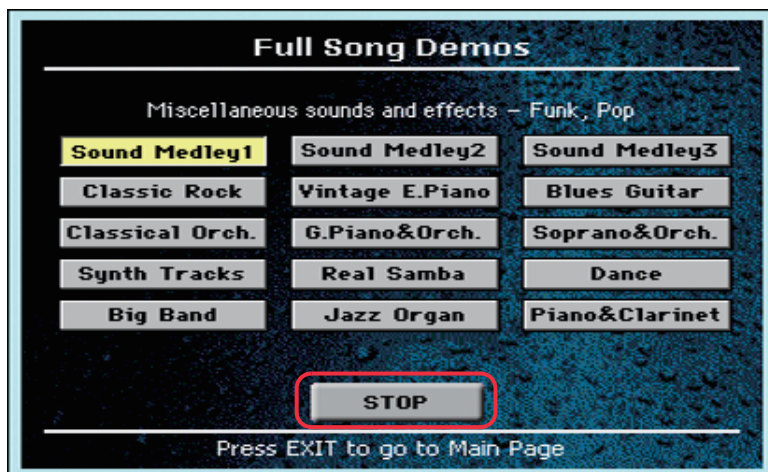 Full Song Demos
Miscellaneous sounds and effects – Funk, Pop
Sound Medley1 Sound Medley2 Sound Medley3
Classic Rock Vintage E.Piano Blues Guitar
Classical Orch. G.Piano&Orch. Soprano&Orch.
Synth Tracks Real Samba Dance
Big Band Jazz Organ Piano&Clarinet
STOP
Press EXIT to go to Main Page